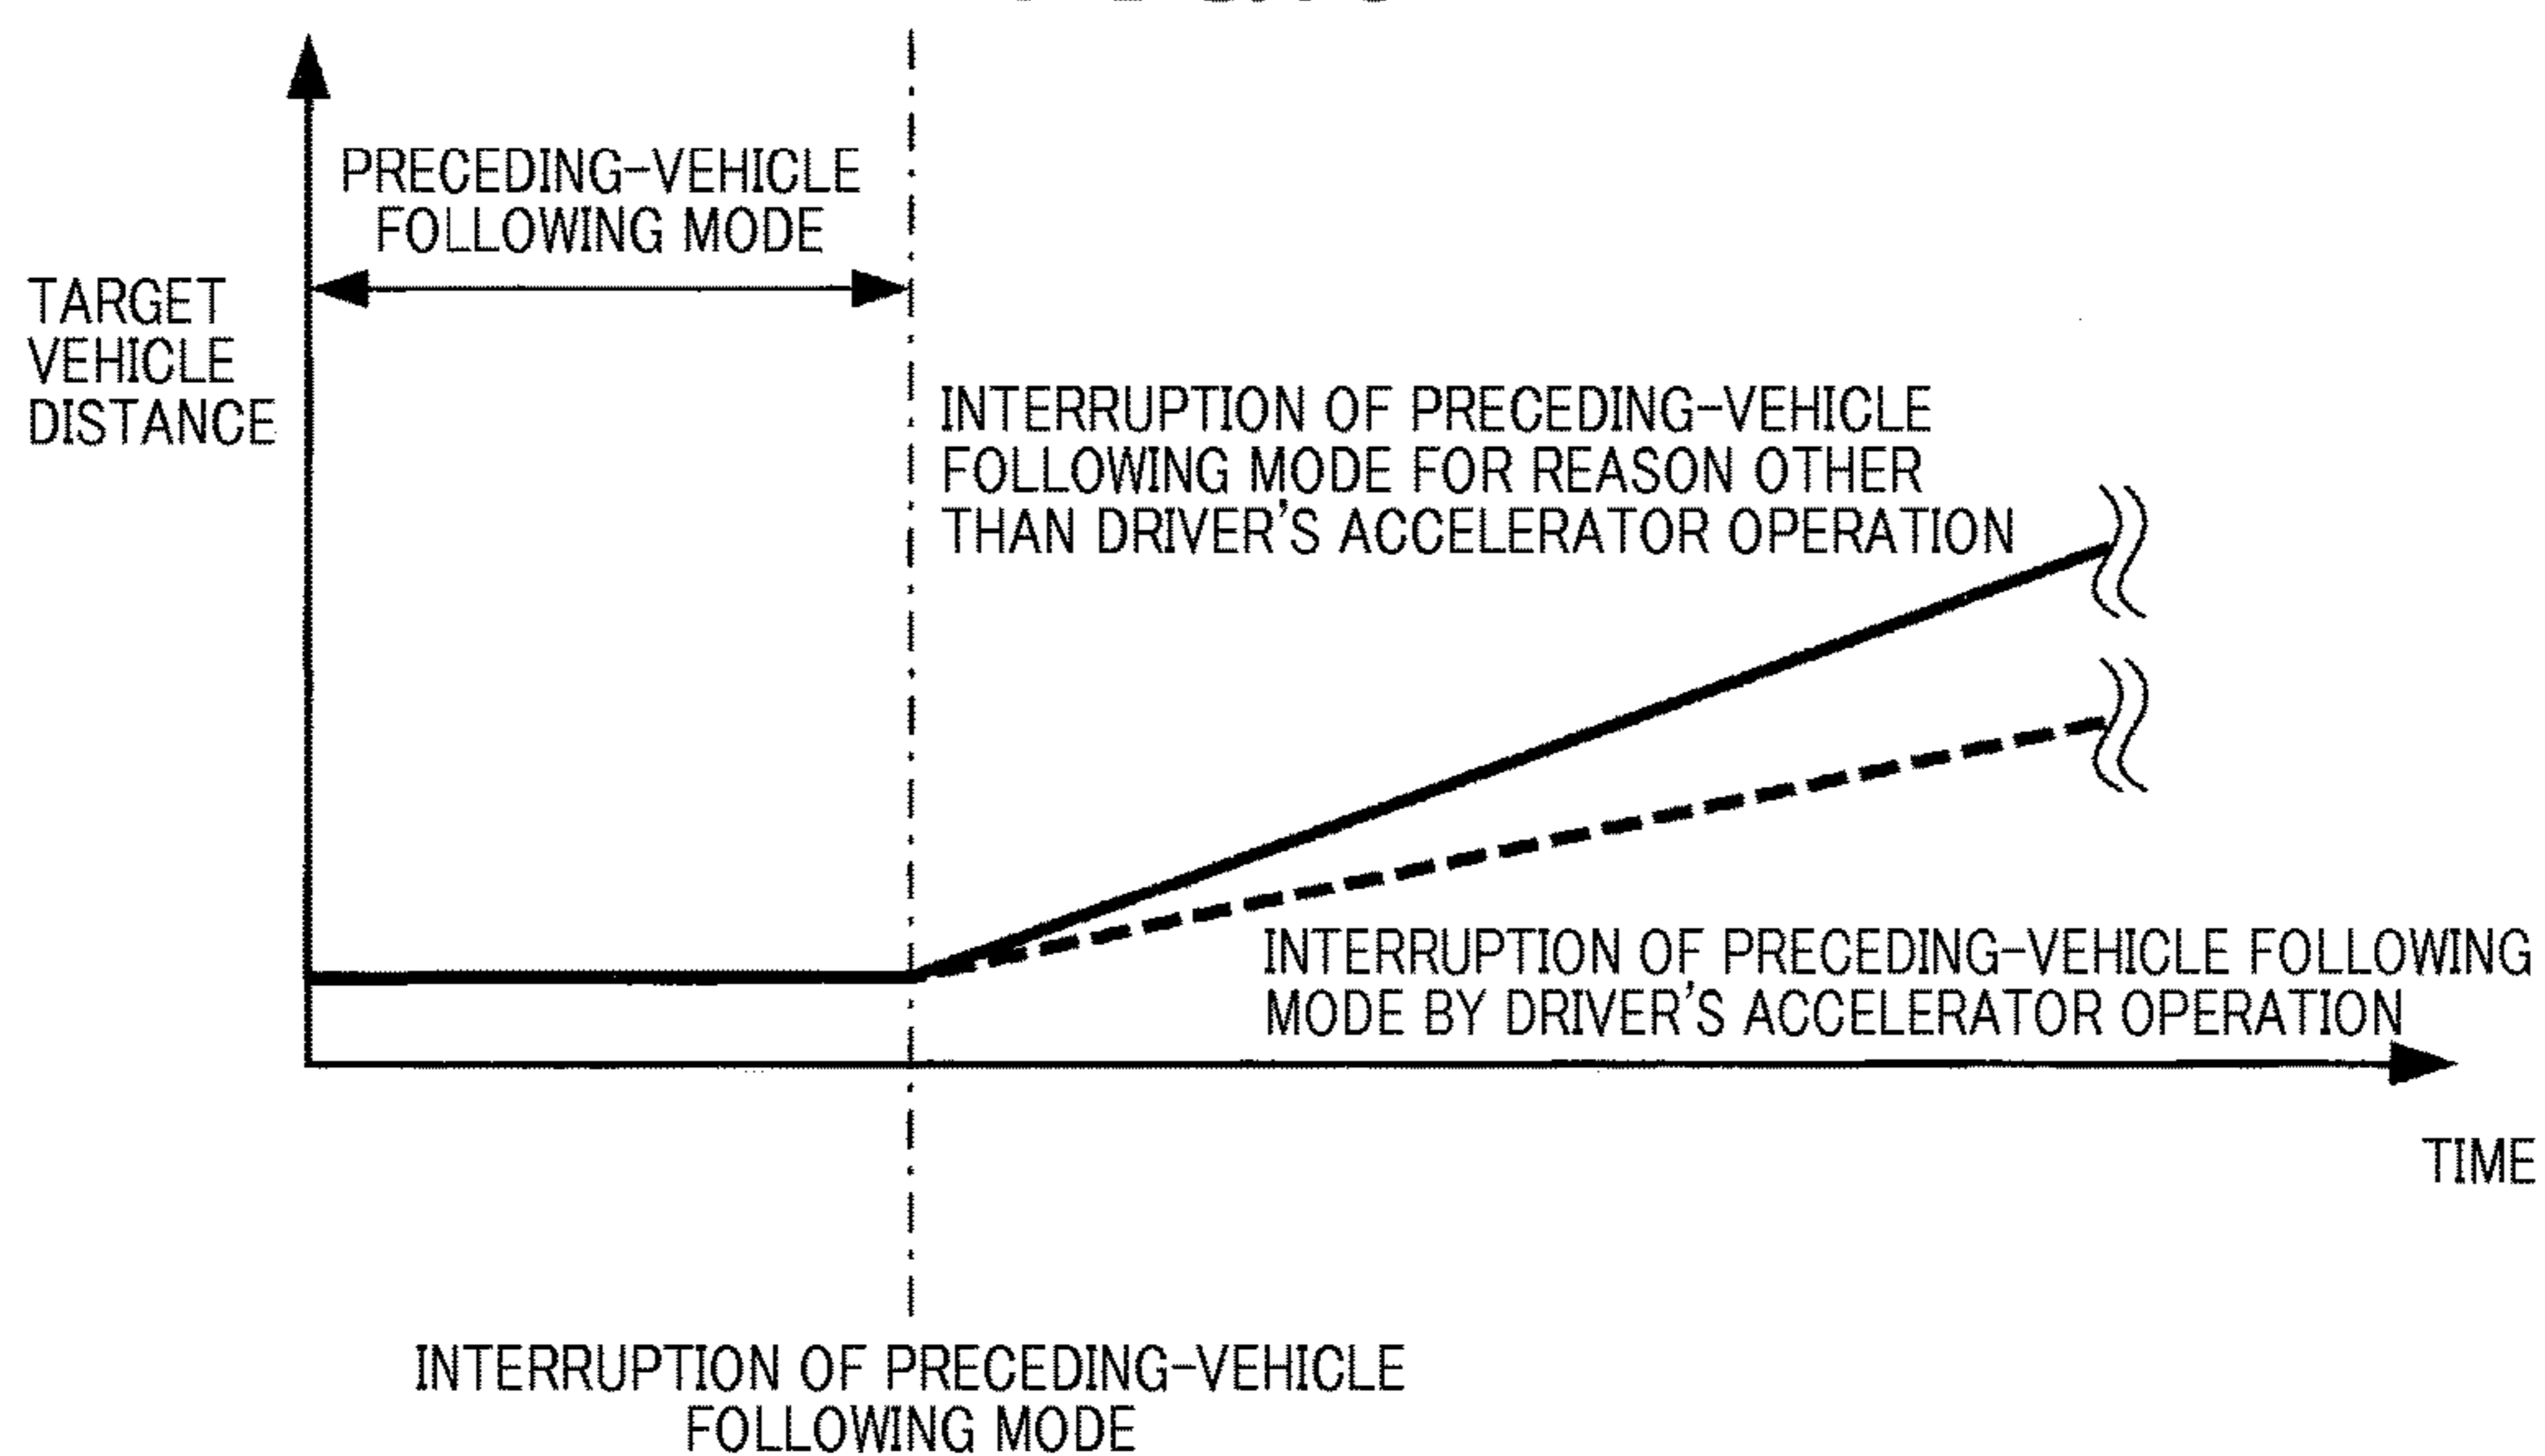 PRECEDING-VEHICLE
FOLLOWING MODE
TARGET
VEHICLE
DISTANCE
INTERRUPTION OF PRECEDING-VEHICLE
FOLLOWING MODE FOR REASON OTHER
THAN DRIVER'S ACCELERATOR OPERATION
INTERRUPTION OF PRECEDING-VEHICLE FOLLOWING
MODE BY DRIVER'S ACCELERATOR OPERATION
TIME
INTERRUPTION OF PRECEDING-VEHICLE
FOLLOWING MODE